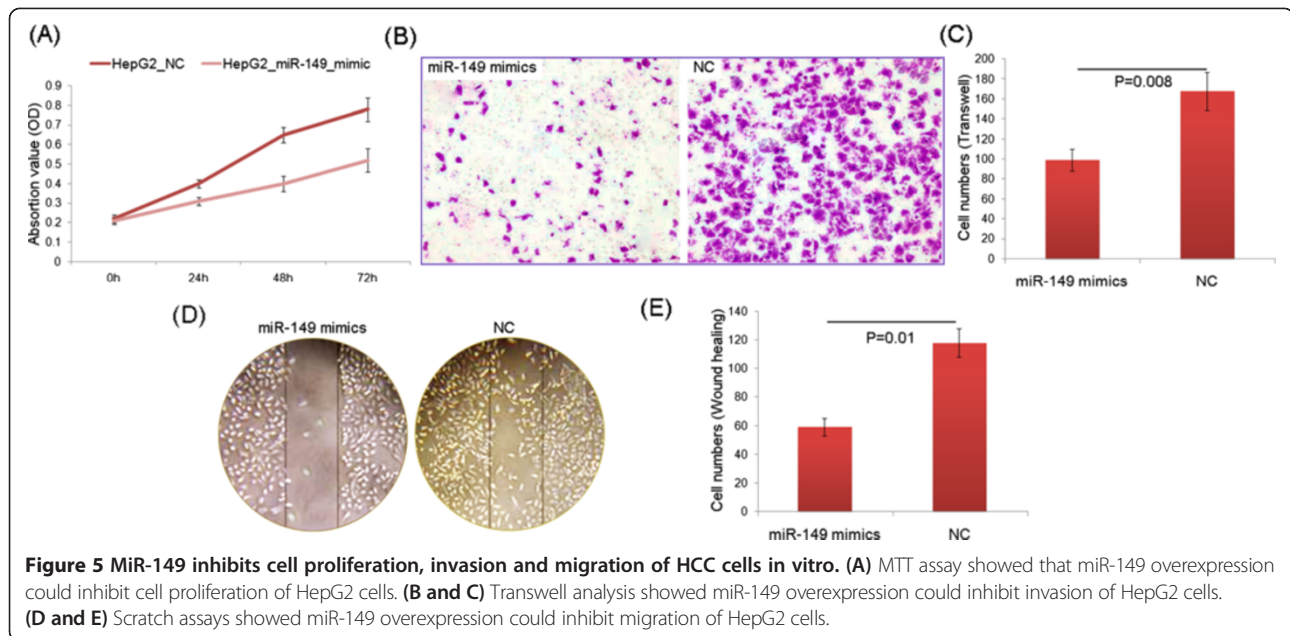 (A)
HepG2_NC HepG2_miR-149_mimic
Absortion value (OD)
0.9
0.8
0.7
0.6
0.5
0.4
0.3
0.2
0.1
0
0h 24h 48h 72h
(B)
miR-149 mimics NC
(C)
Cell numbers (Transwell)
200
180
160
140
120
100
80
60
40
20
0
P=0.008
miR-149 mimics NC
(D)
miR-149 mimics NC
(E)
Cell numbers (Wound healing)
140
120
100
80
60
40
20
0
P=0.01
miR-149 mimics NC
Figure 5 MiR-149 inhibits cell proliferation, invasion and migration of HCC cells in vitro. (A) MTT assay showed that miR-149 overexpression
could inhibit cell proliferation of HepG2 cells. (B and C) Transwell analysis showed miR-149 overexpression could inhibit invasion of HepG2 cells.
(D and E) Scratch assays showed miR-149 overexpression could inhibit migration of HepG2 cells.